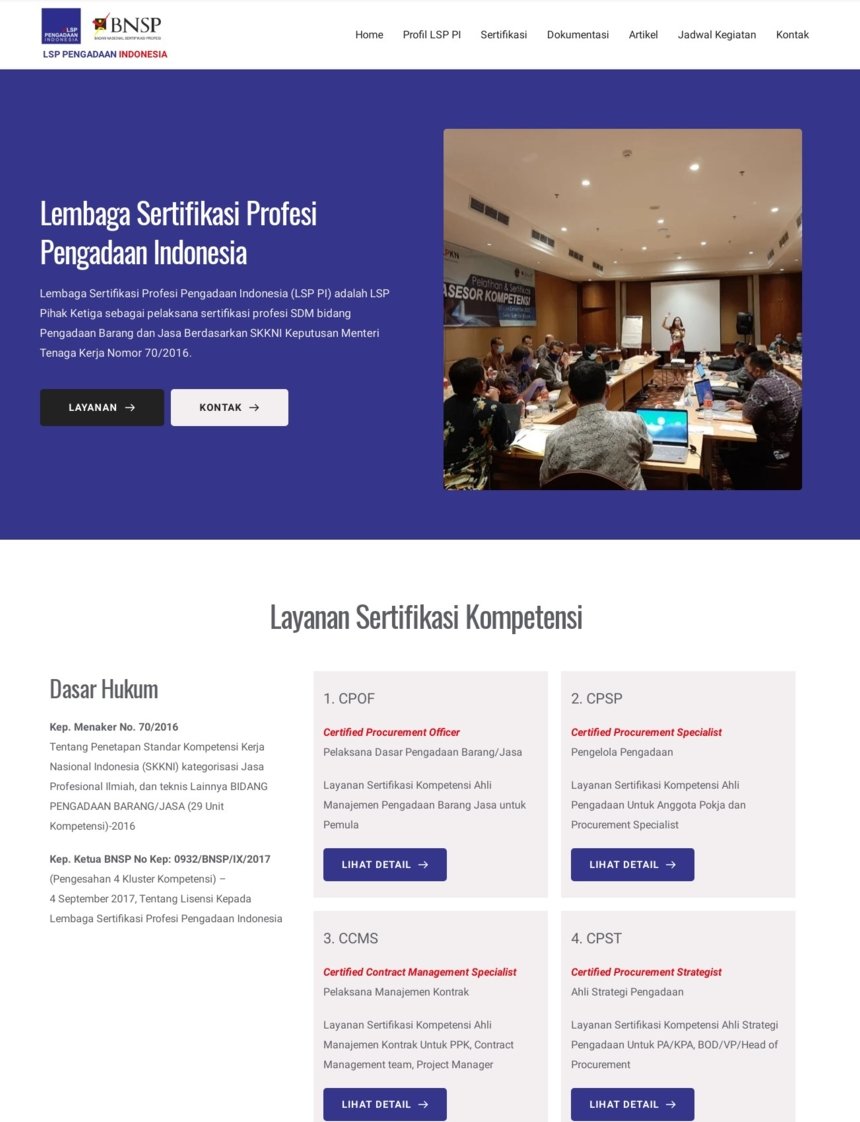 LSP
PENGADAAN
INDONESIA
BNSP
BADAN NASIONAL SERTIFIKASI PROFESI
LSP PENGADAAN INDONESIA
Home
Profil LSP PI
Sertifikasi
Dokumentasi
Artikel
Jadwal Kegiatan
Kontak
Lembaga Sertifikasi Profesi
Pengadaan Indonesia
Lembaga Sertifikasi Profesi Pengadaan Indonesia (LSP PI) adalah LSP
Pihak Ketiga sebagai pelaksana sertifikasi profesi SDM bidang
Pengadaan Barang dan Jasa Berdasarkan SKKNI Keputusan Menteri
Tenaga Kerja Nomor 70/2016.
LAYANAN →
KONTAK →
Pelatihan & Sertifikasi
ASESOR KOMPETENSI
Layanan Sertifikasi Kompetensi
Dasar Hukum
Kep. Menaker No. 70/2016
Tentang Penetapan Standar Kompetensi Kerja
Nasional Indonesia (SKKNI) kategorisasi Jasa
Profesional Ilmiah, dan teknis Lainnya BIDANG
PENGADAAN BARANG/JASA (29 Unit
Kompetensi)-2016
Kep. Ketua BNSP No Kep: 0932/BNSP/IX/2017
(Pengesahan 4 Kluster Kompetensi) –
4 September 2017, Tentang Lisensi Kepada
Lembaga Sertifikasi Profesi Pengadaan Indonesia
1. CPOF
Certified Procurement Officer
Pelaksana Dasar Pengadaan Barang/Jasa
Layanan Sertifikasi Kompetensi Ahli
Manajemen Pengadaan Barang Jasa untuk
Pemula
LIHAT DETAIL →
2. CPSP
Certified Procurement Specialist
Pengelola Pengadaan
Layanan Sertifikasi Kompetensi Ahli
Pengadaan Untuk Anggota Pokja dan
Procurement Specialist
LIHAT DETAIL →
3. CCMS
Certified Contract Management Specialist
Pelaksana Manajemen Kontrak
Layanan Sertifikasi Kompetensi Ahli
Manajemen Kontrak Untuk PPK, Contract
Management team, Project Manager
LIHAT DETAIL →
4. CPST
Certified Procurement Strategist
Ahli Strategi Pengadaan
Layanan Sertifikasi Kompetensi Ahli Strategi
Pengadaan Untuk PA/KPA, BOD/VP/Head of
Procurement
LIHAT DETAIL →